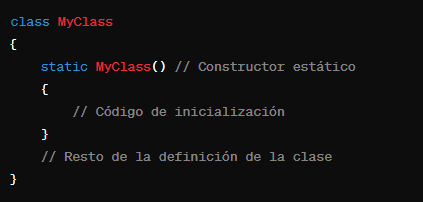 class MyClass
{
static MyClass() // Constructor estático
{
// Código de inicialización
}
// Resto de la definición de la clase
}